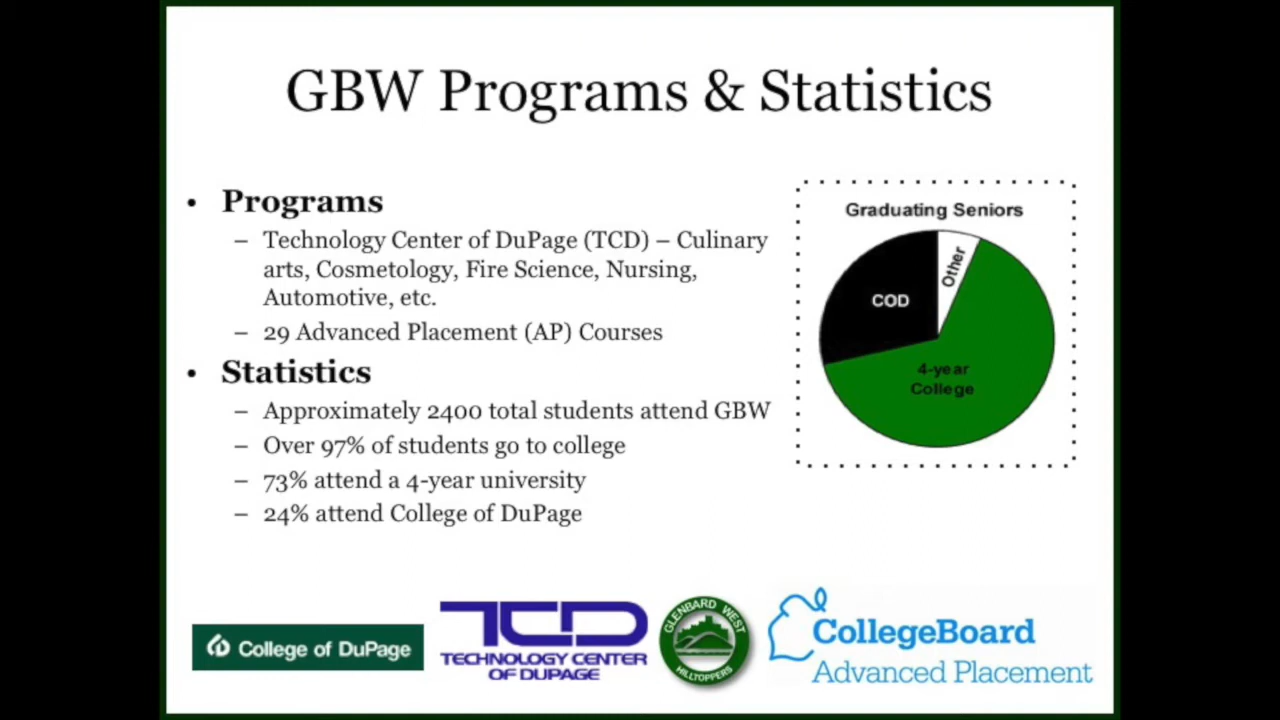 GBW Programs & Statistics
• Programs
– Technology Center of DuPage (TCD) – Culinary
arts, Cosmetology, Fire Science, Nursing,
Automotive, etc.
– 29 Advanced Placement (AP) Courses
• Statistics
– Approximately 2400 total students attend GBW
– Over 97% of students go to college
– 73% attend a 4-year university
– 24% attend College of DuPage
Graduating Seniors
Other
COD
4-year
College
College of DuPage
TCD
TECHNOLOGY CENTER
OF DUPAGE
GLENBARD WEST
HILLTOPPERS
CollegeBoard
Advanced Placement